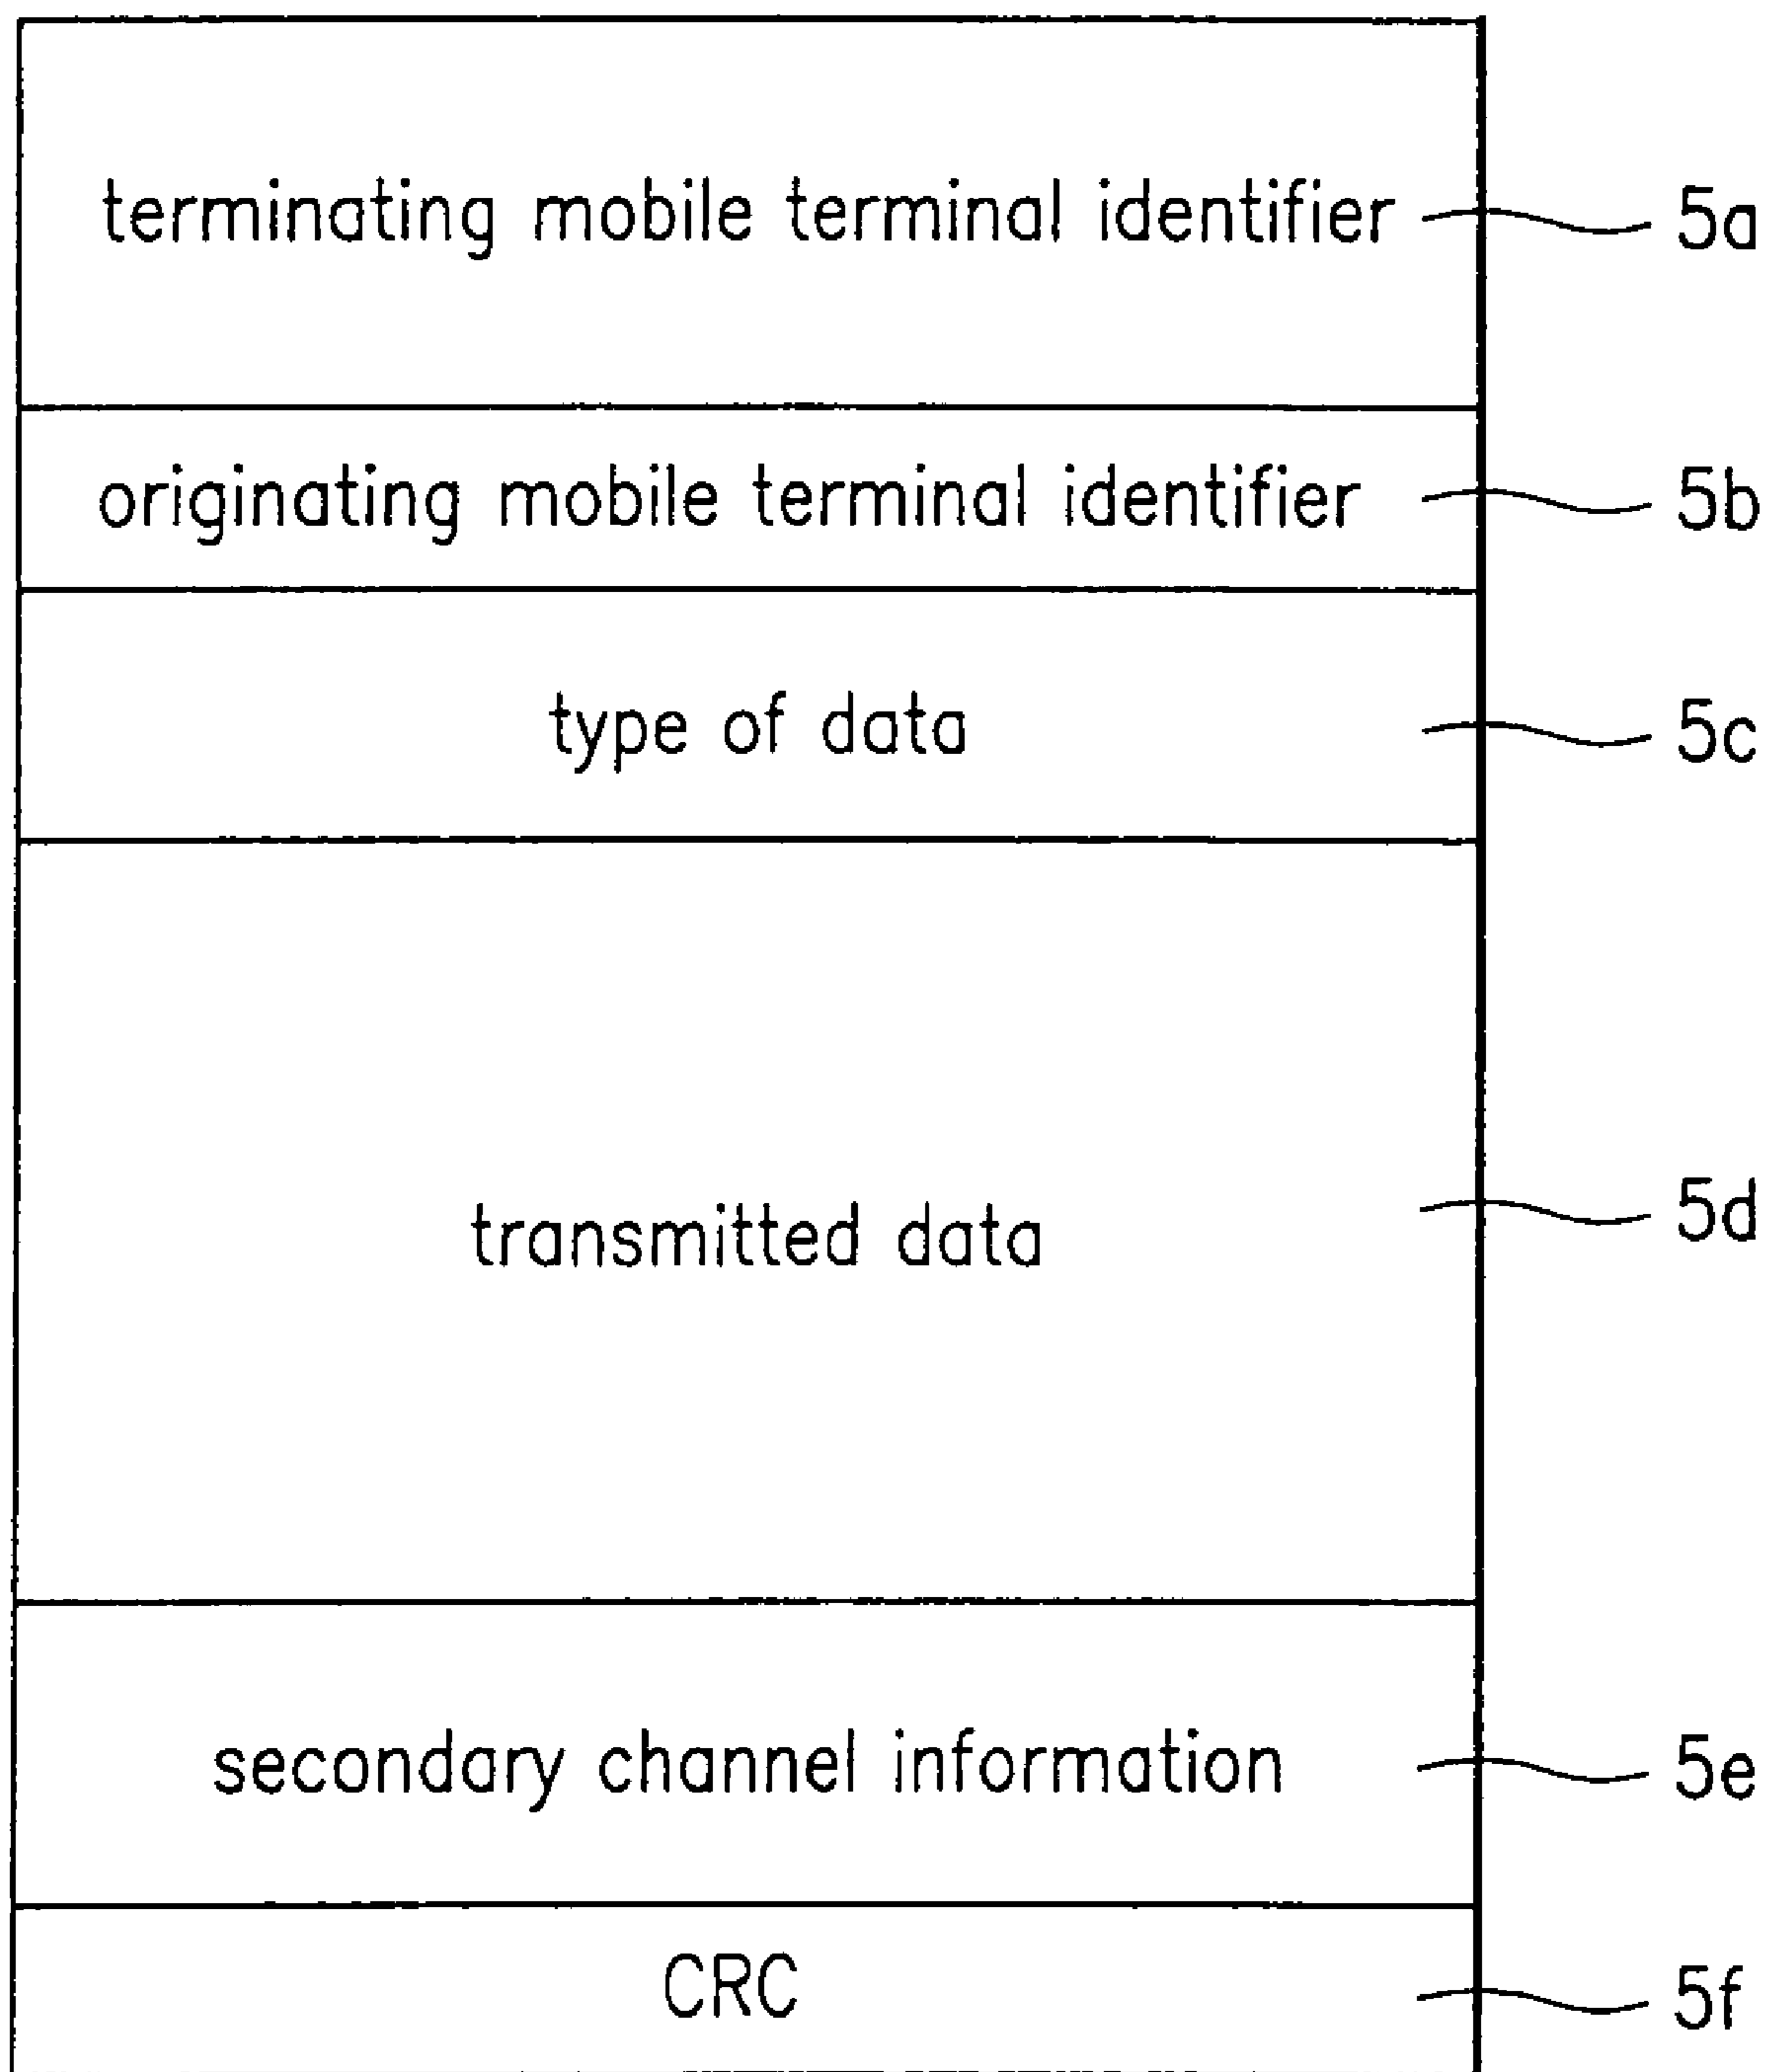 terminating mobile terminal identifier 5a
originating mobile terminal identifier 5b
type of data 5c
transmitted data 5d
secondary channel information 5e
CRC 5f